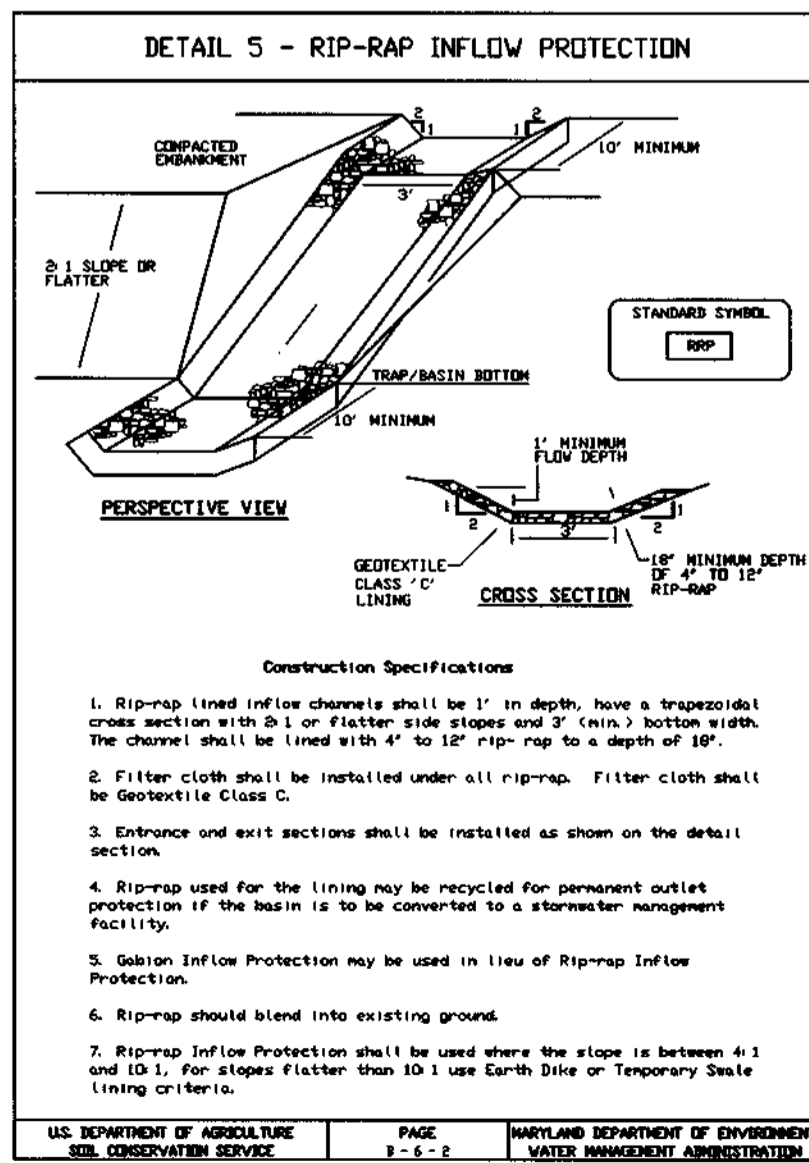 DETAIL 5 - RIP-RAP INFLOW PROTECTION
COMPACTED
EMBANKMENT
2
1
2
1
10' MINIMUM
3'
2:1 SLOPE OR
FLATTER
STANDARD SYMBOL
RRP
TRAP/BASIN BOTTOM
10' MINIMUM
PERSPECTIVE VIEW
1' MINIMUM
FLOW DEPTH
1
2
3'
2
1
GEOTEXTILE
CLASS 'C'
LINING
18" MINIMUM DEPTH
OF 4" TO 12"
RIP-RAP
CROSS SECTION
Construction Specifications
1. Rip-rap lined inflow channels shall be 1' in depth, have a trapezoidal
cross section with 2:1 or flatter side slopes and 3' (min.) bottom width.
The channel shall be lined with 4" to 12" rip- rap to a depth of 18".
2. Filter cloth shall be installed under all rip-rap. Filter cloth shall
be Geotextile Class C.
3. Entrance and exit sections shall be installed as shown on the detail
section.
4. Rip-rap used for the lining may be recycled for permanent outlet
protection if the basin is to be converted to a stormwater management
facility.
5. Gabion Inflow Protection may be used in lieu of Rip-rap Inflow
Protection.
6. Rip-rap should blend into existing ground.
7. Rip-rap Inflow Protection shall be used where the slope is between 4:1
and 10:1, for slopes flatter than 10:1 use Earth Dike or Temporary Swale
lining criteria.
U.S. DEPARTMENT OF AGRICULTURE
SOIL CONSERVATION SERVICE
PAGE
B - 6 - 2
MARYLAND DEPARTMENT OF ENVIRONMEN
WATER MANAGEMENT ADMINISTRATION